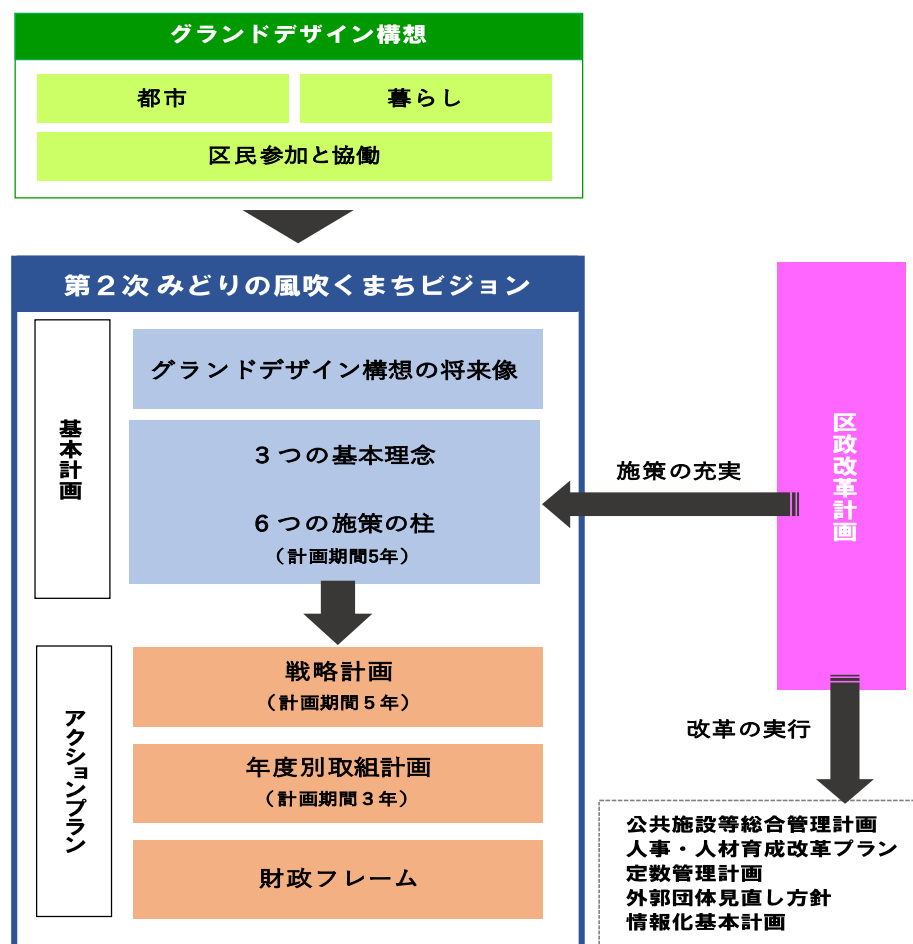 グランドデザイン構想
都市
暮らし
区民参加と協働
第２次 みどりの風吹くまちビジョン
基本計画
グランドデザイン構想の将来像
３つの基本理念
６つの施策の柱
（計画期間5年）
アクションプラン
戦略計画
（計画期間５年）
年度別取組計画
（計画期間３年）
財政フレーム
施策の充実
区政改革計画
改革の実行
公共施設等総合管理計画
人事・人材育成改革プラン
定数管理計画
外郭団体見直し方針
情報化基本計画